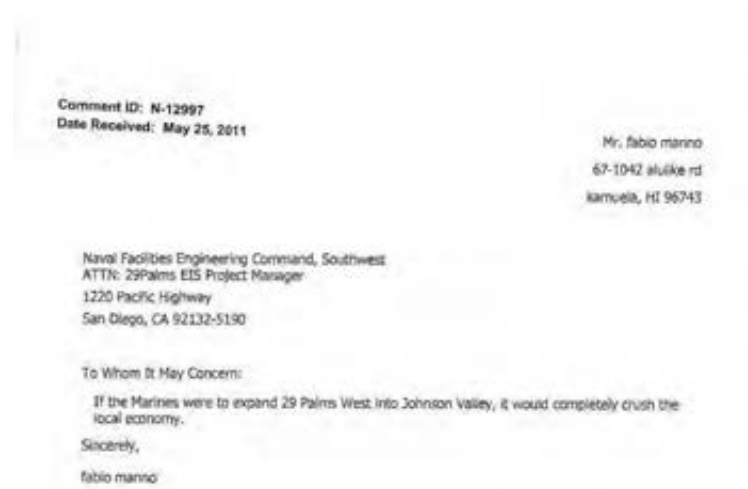 Comment ID: N-12997
Date Received: May 25, 2011
Mr. fabio manno
67-1042 alulike rd
kamuela, HI 96743
Naval Facilities Engineering Command, Southwest
ATTN: 29Palms EIS Project Manager
1220 Pacific Highway
San Diego, CA 92132-5190
To Whom It May Concern:
If the Marines were to expand 29 Palms West into Johnson Valley, it would completely crush the
local economy.
Sincerely,
fabio manno